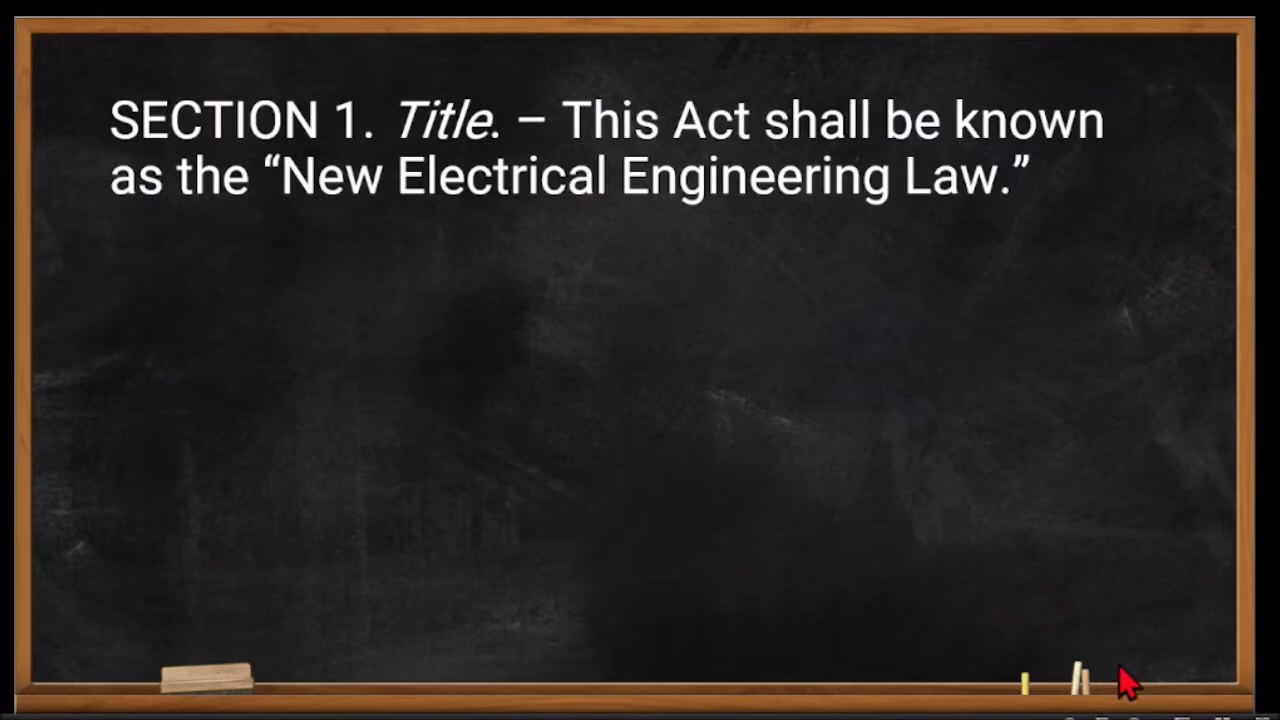 SECTION 1. Title. – This Act shall be known
as the “New Electrical Engineering Law.”